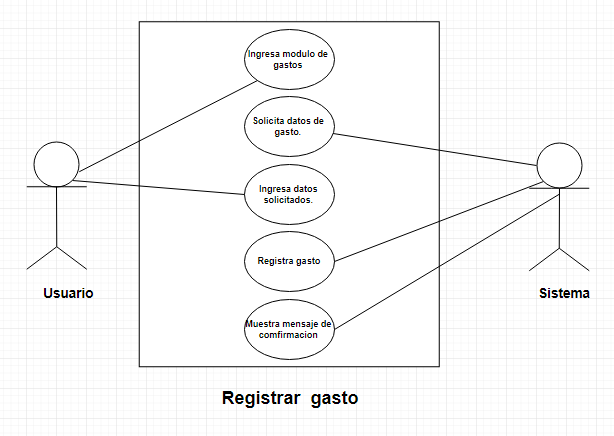 Ingresa modulo de
gastos
Solicita datos de
gasto.
Ingresa datos
solicitados.
Registra gasto
Muestra mensaje de
comfirmacion
Usuario
Sistema
Registrar gasto